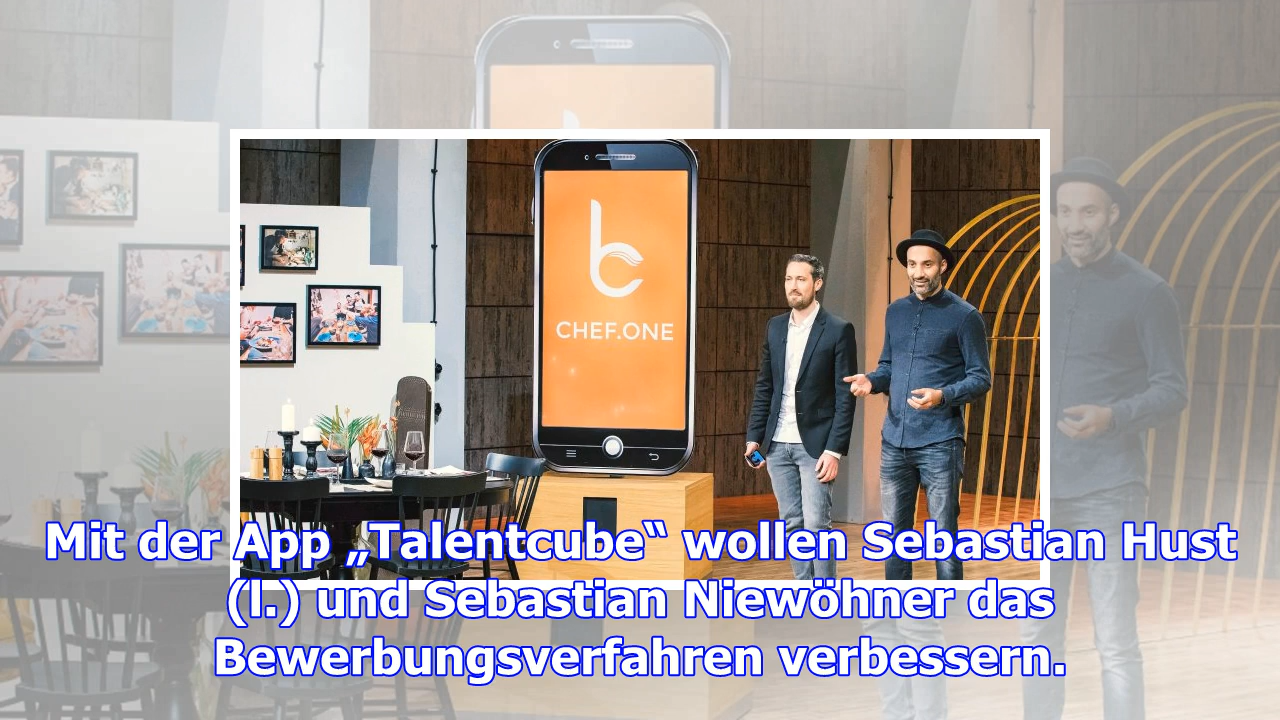 CHEF.ONE
Mit der App „Talentcube“ wollen Sebastian Hust
(l.) und Sebastian Niewöhner das
Bewerbungsverfahren verbessern.